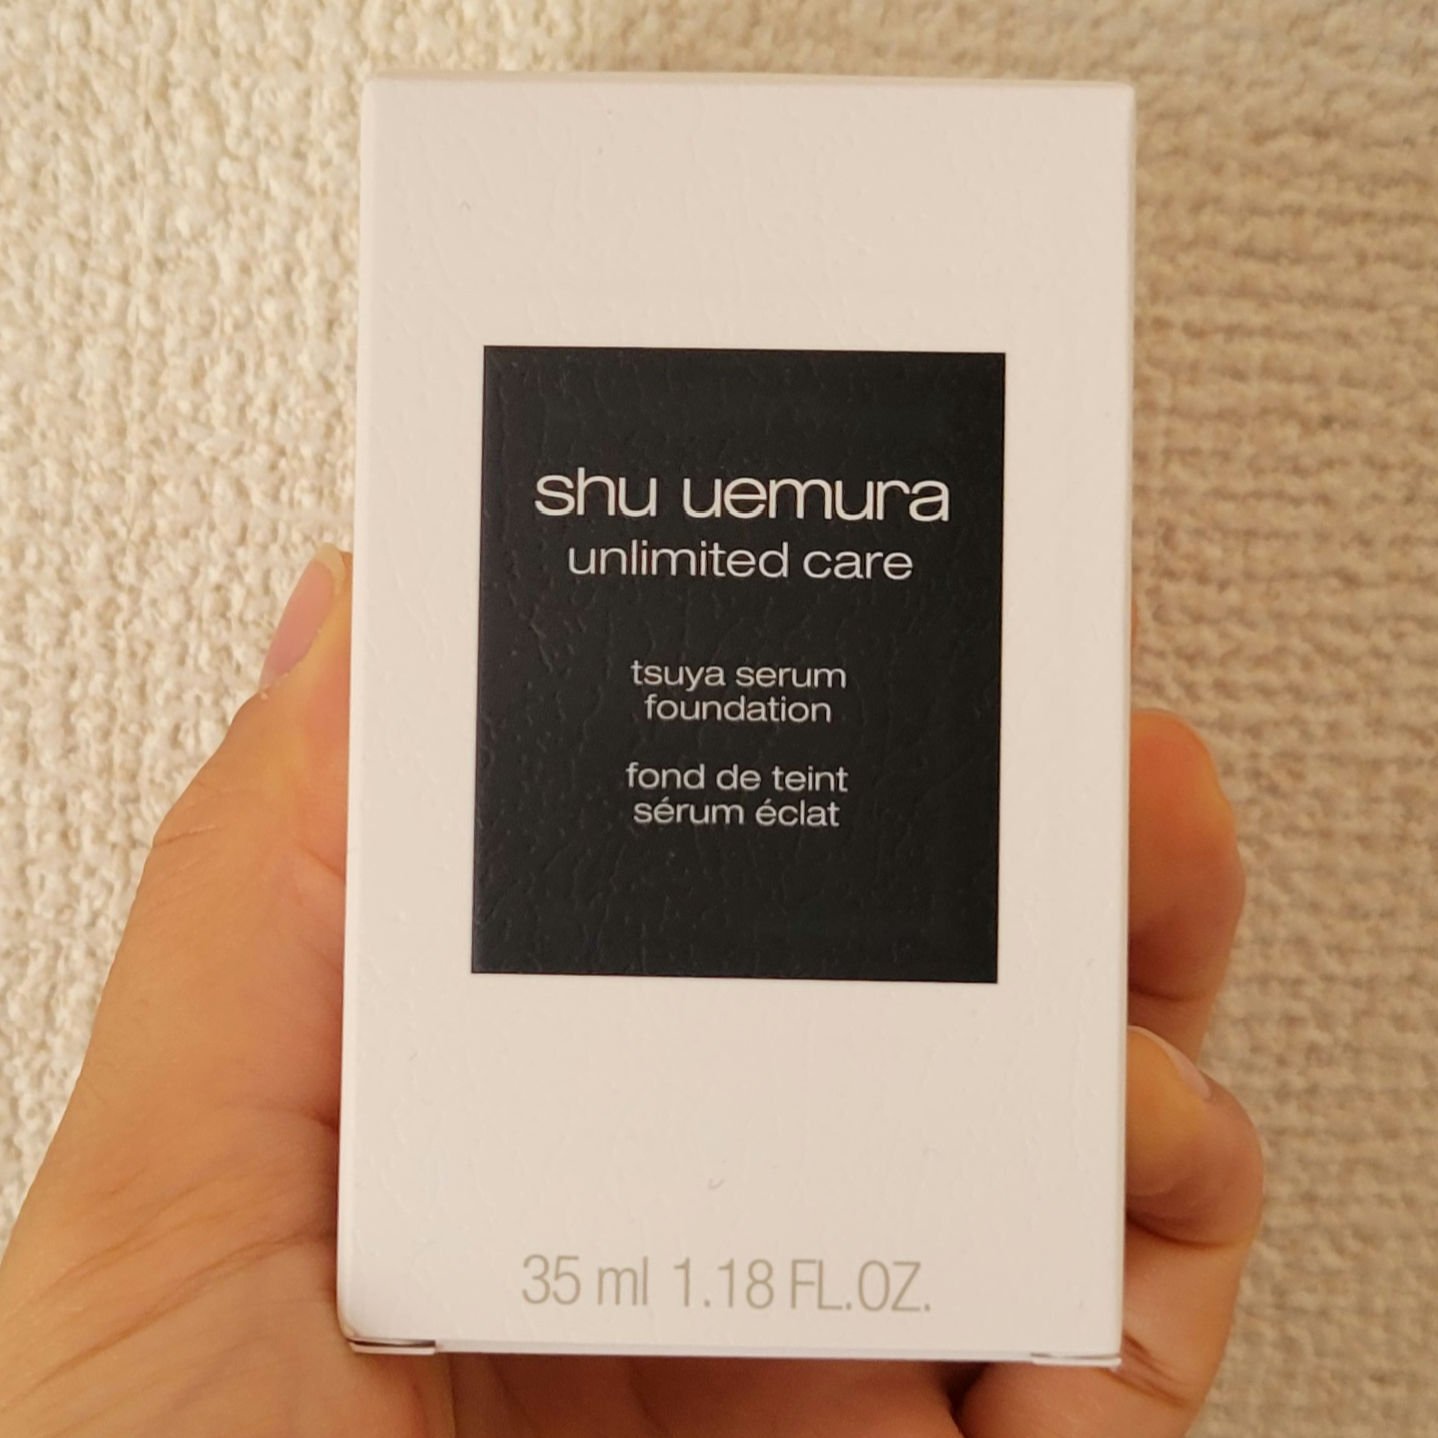 shu uemura
unlimited care
tsuya serum
foundation
fond de teint
sérum éclat
35 ml 1.18 FL.OZ.